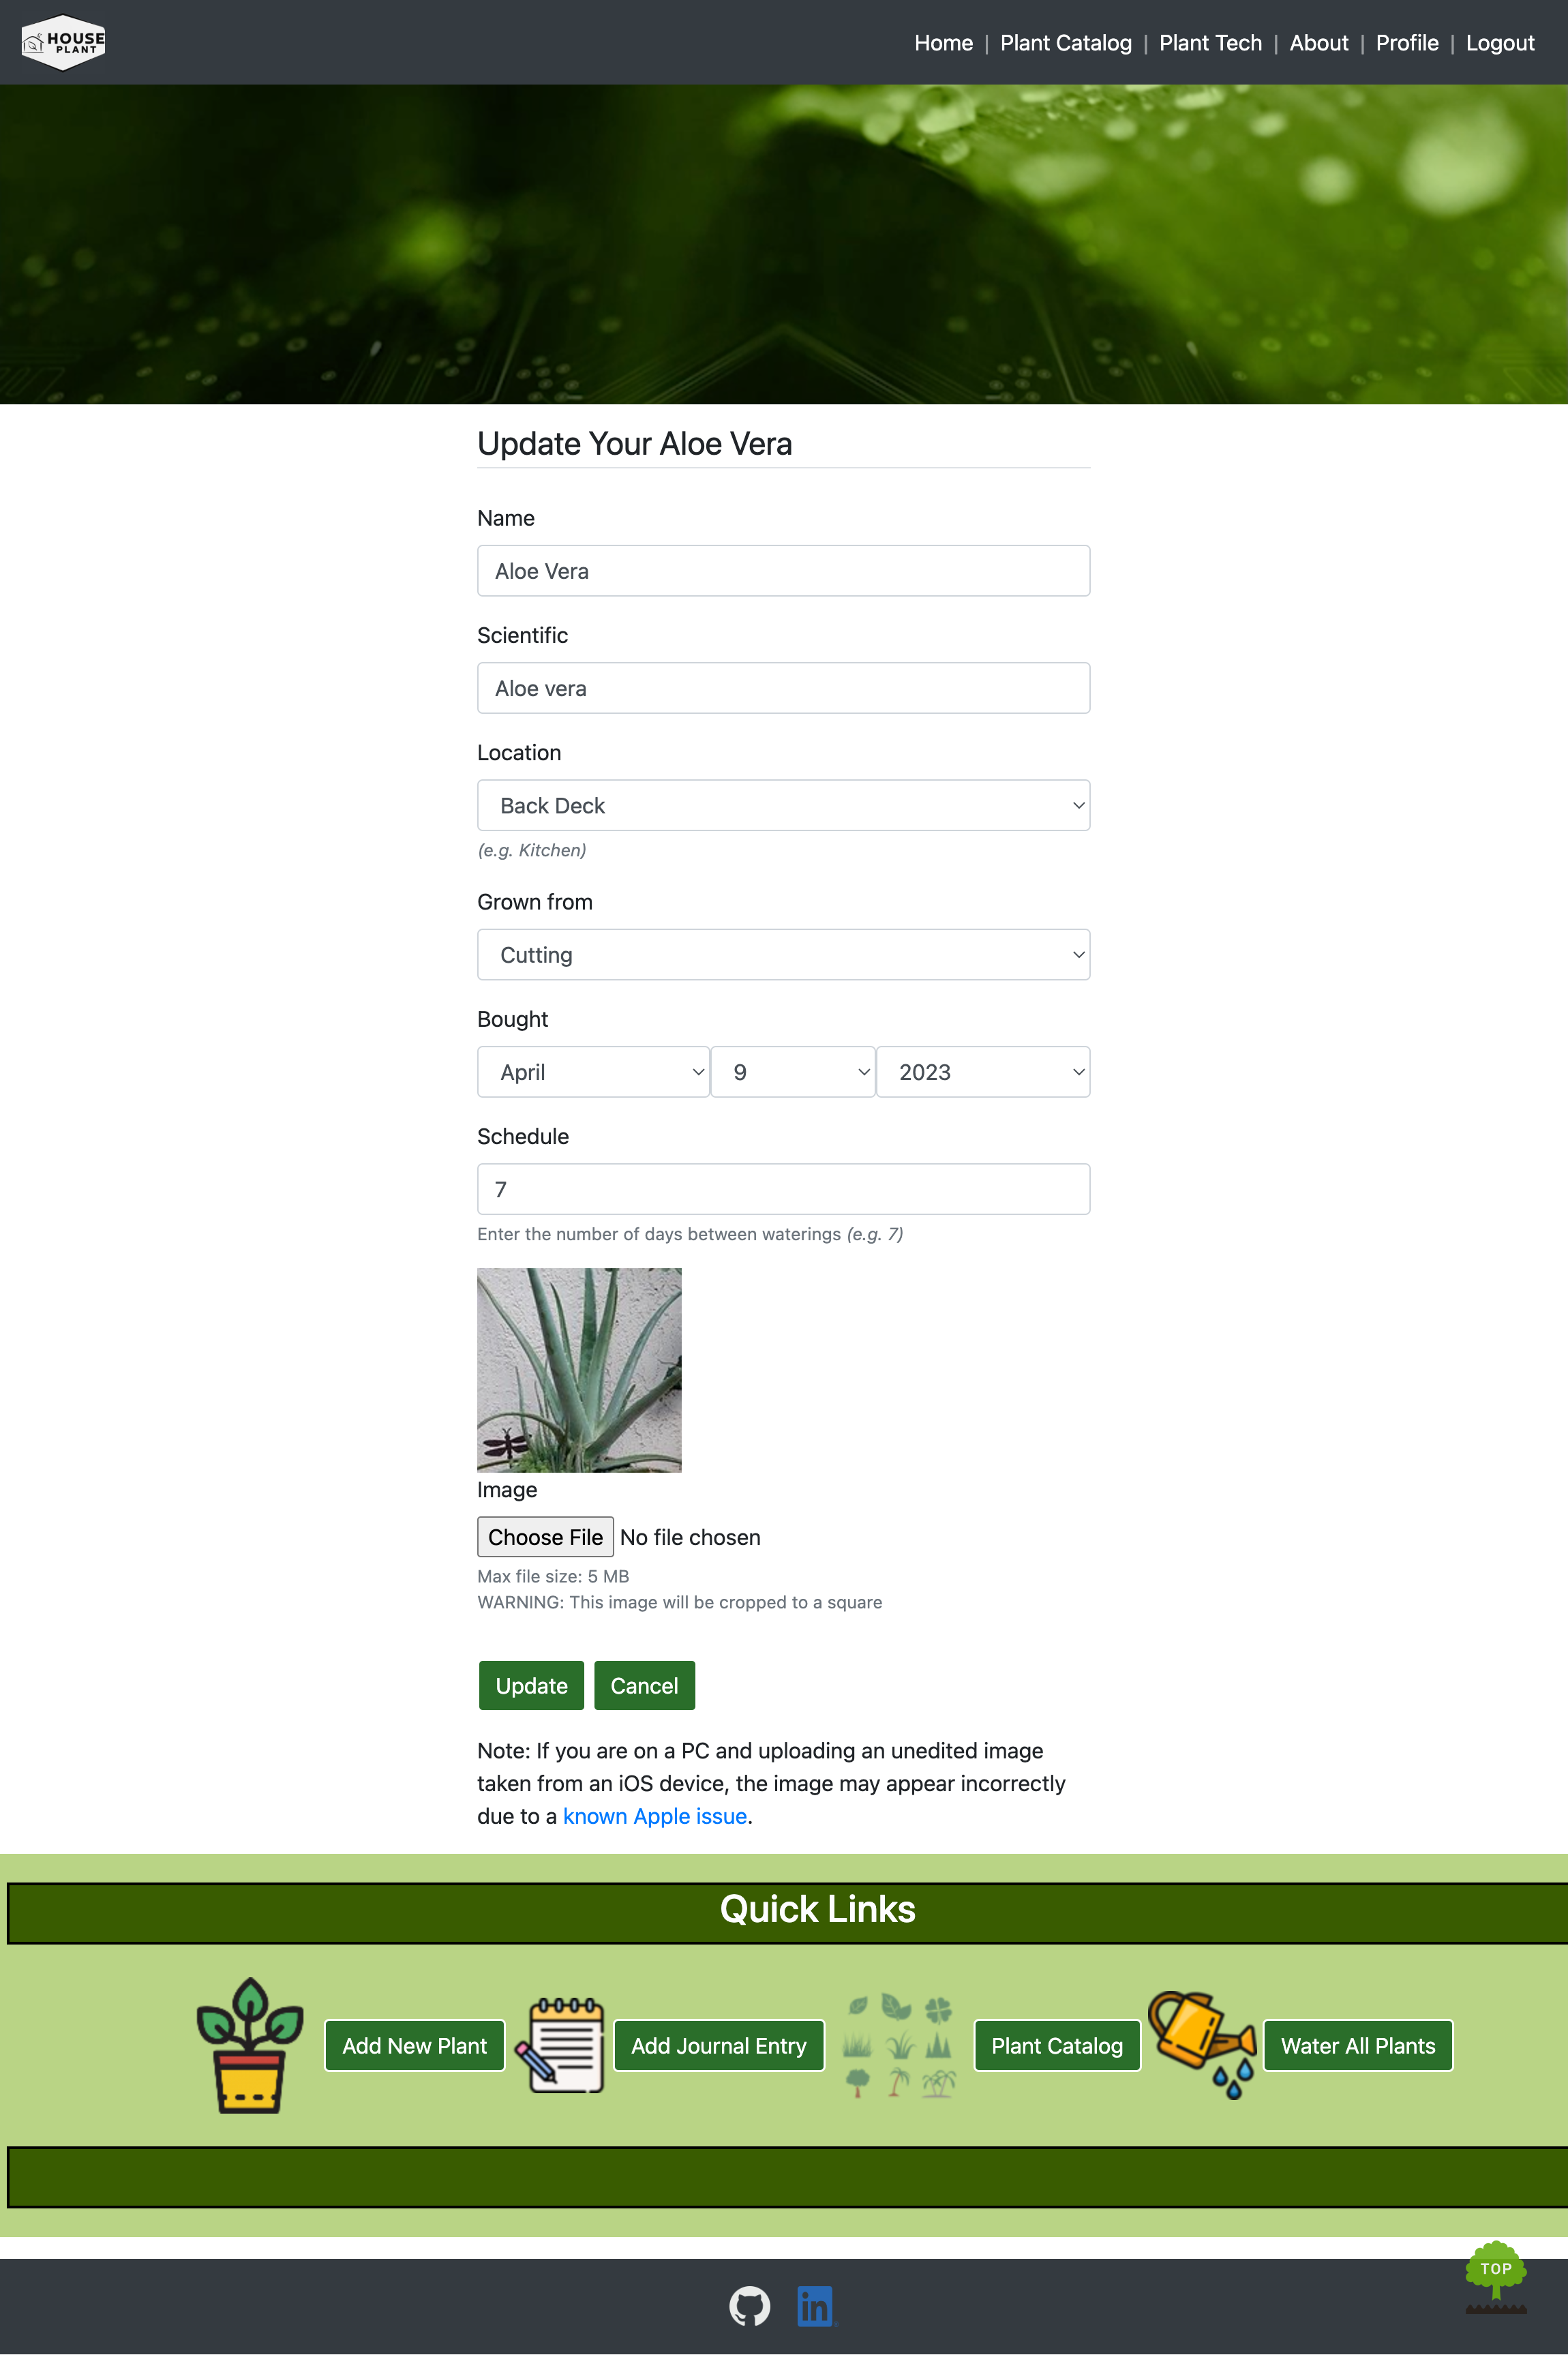 HOUSE
PLANT
Home | Plant Catalog | Plant Tech | About | Profile | Logout
Update Your Aloe Vera
Name
Aloe Vera
Scientific
Aloe vera
Location
Back Deck
(e.g. Kitchen)
Grown from
Cutting
Bought
April 9 2023
Schedule
7
Enter the number of days between waterings (e.g. 7)
Image
Choose File No file chosen
Max file size: 5 MB
WARNING: This image will be cropped to a square
Update Cancel
Note: If you are on a PC and uploading an unedited image
taken from an iOS device, the image may appear incorrectly
due to a known Apple issue.
Quick Links
Add New Plant Add Journal Entry Plant Catalog Water All Plants
TOP
in